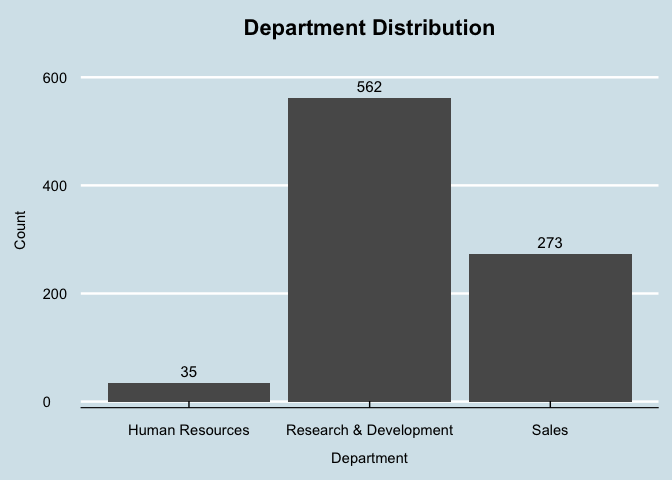 Department Distribution
600
562
400
Count
273
200
35
0
Human Resources Research & Development Sales
Department